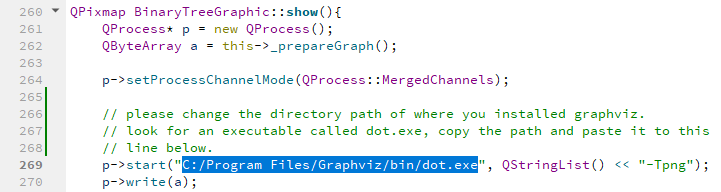 260 QPixmap BinaryTreeGraphic::show(){
261 QProcess* p = new QProcess();
262 QByteArray a = this->_prepareGraph();
263
264 p->setProcessChannelMode(QProcess::MergedChannels);
265
266 // please change the directory path of where you installed graphviz.
267 // look for an executable called dot.exe, copy the path and paste it to this
268 // line below.
269 p->start("C:/Program Files/Graphviz/bin/dot.exe", QStringList() << "-Tpng");
270 p->write(a);